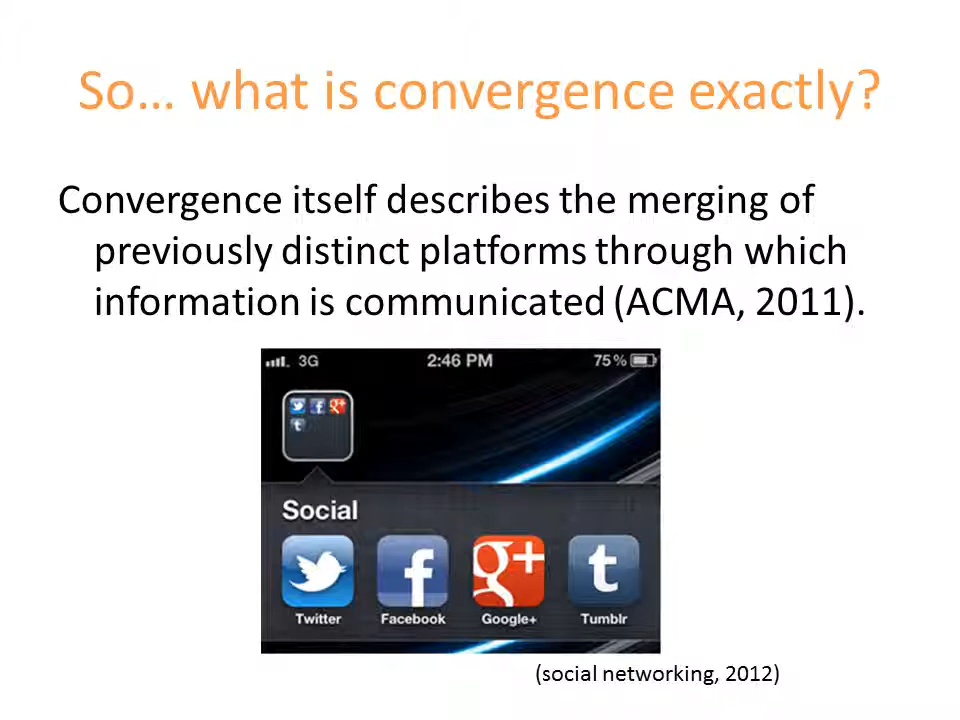 So... what is convergence exactly?
Convergence itself describes the merging of
previously distinct platforms through which
information is communicated (ACMA, 2011).
3G 2:46 PM 75%
Social
Twitter Facebook Google+ Tumblr
(social networking, 2012)